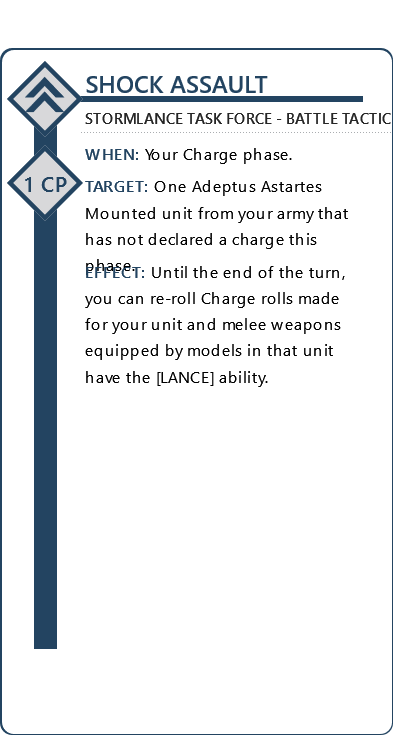 SHOCK ASSAULT
STORMLANCE TASK FORCE - BATTLE TACTIC
WHEN: Your Charge phase.
1 CP
TARGET: One Adeptus Astartes
Mounted unit from your army that
has not declared a charge this
phase.
EFFECT: Until the end of the turn,
you can re-roll Charge rolls made
for your unit and melee weapons
equipped by models in that unit
have the [LANCE] ability.